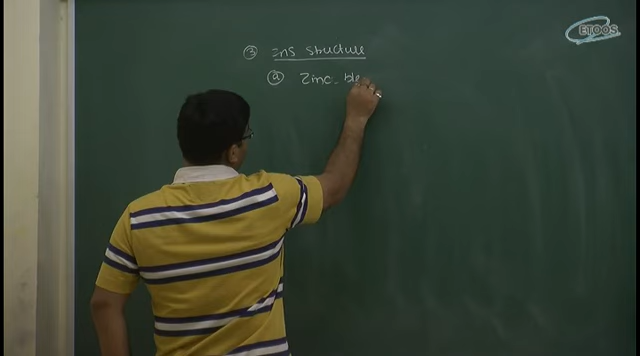 ETOOS
③ ZnS structure
ⓐ Zinc ble